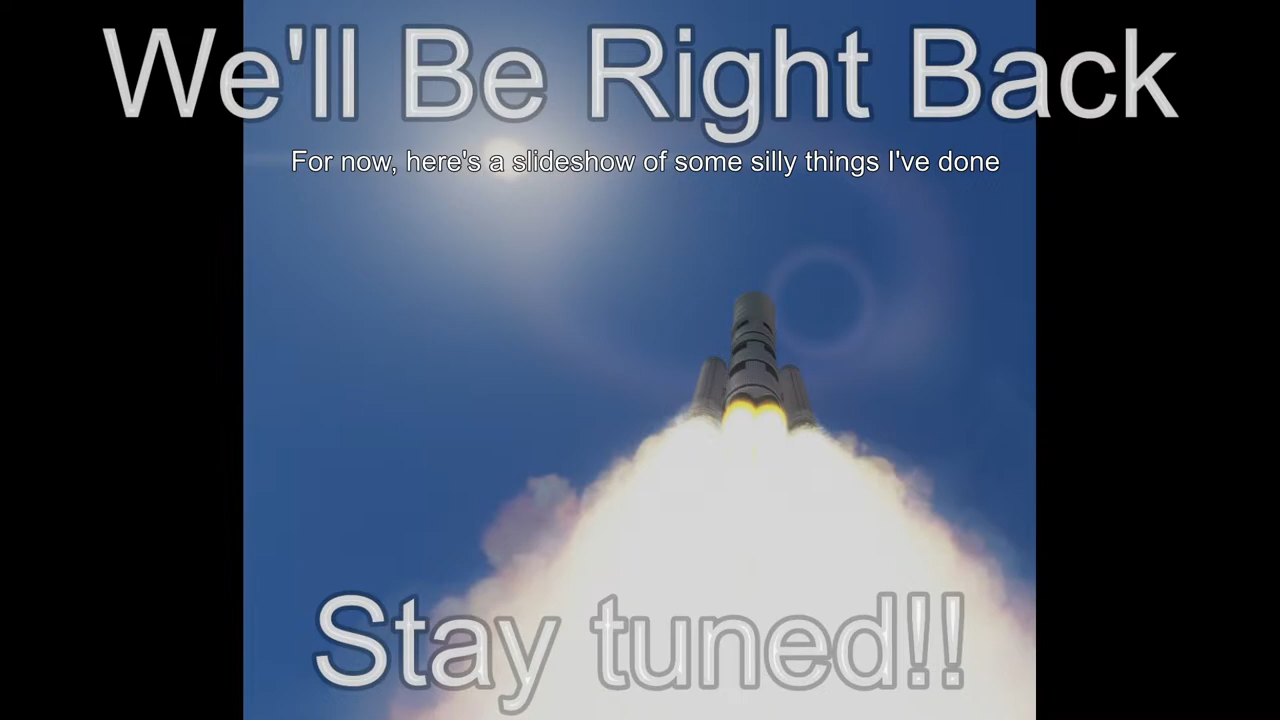 We'll Be Right Back
For now, here's a slideshow of some silly things I've done
Stay tuned!!